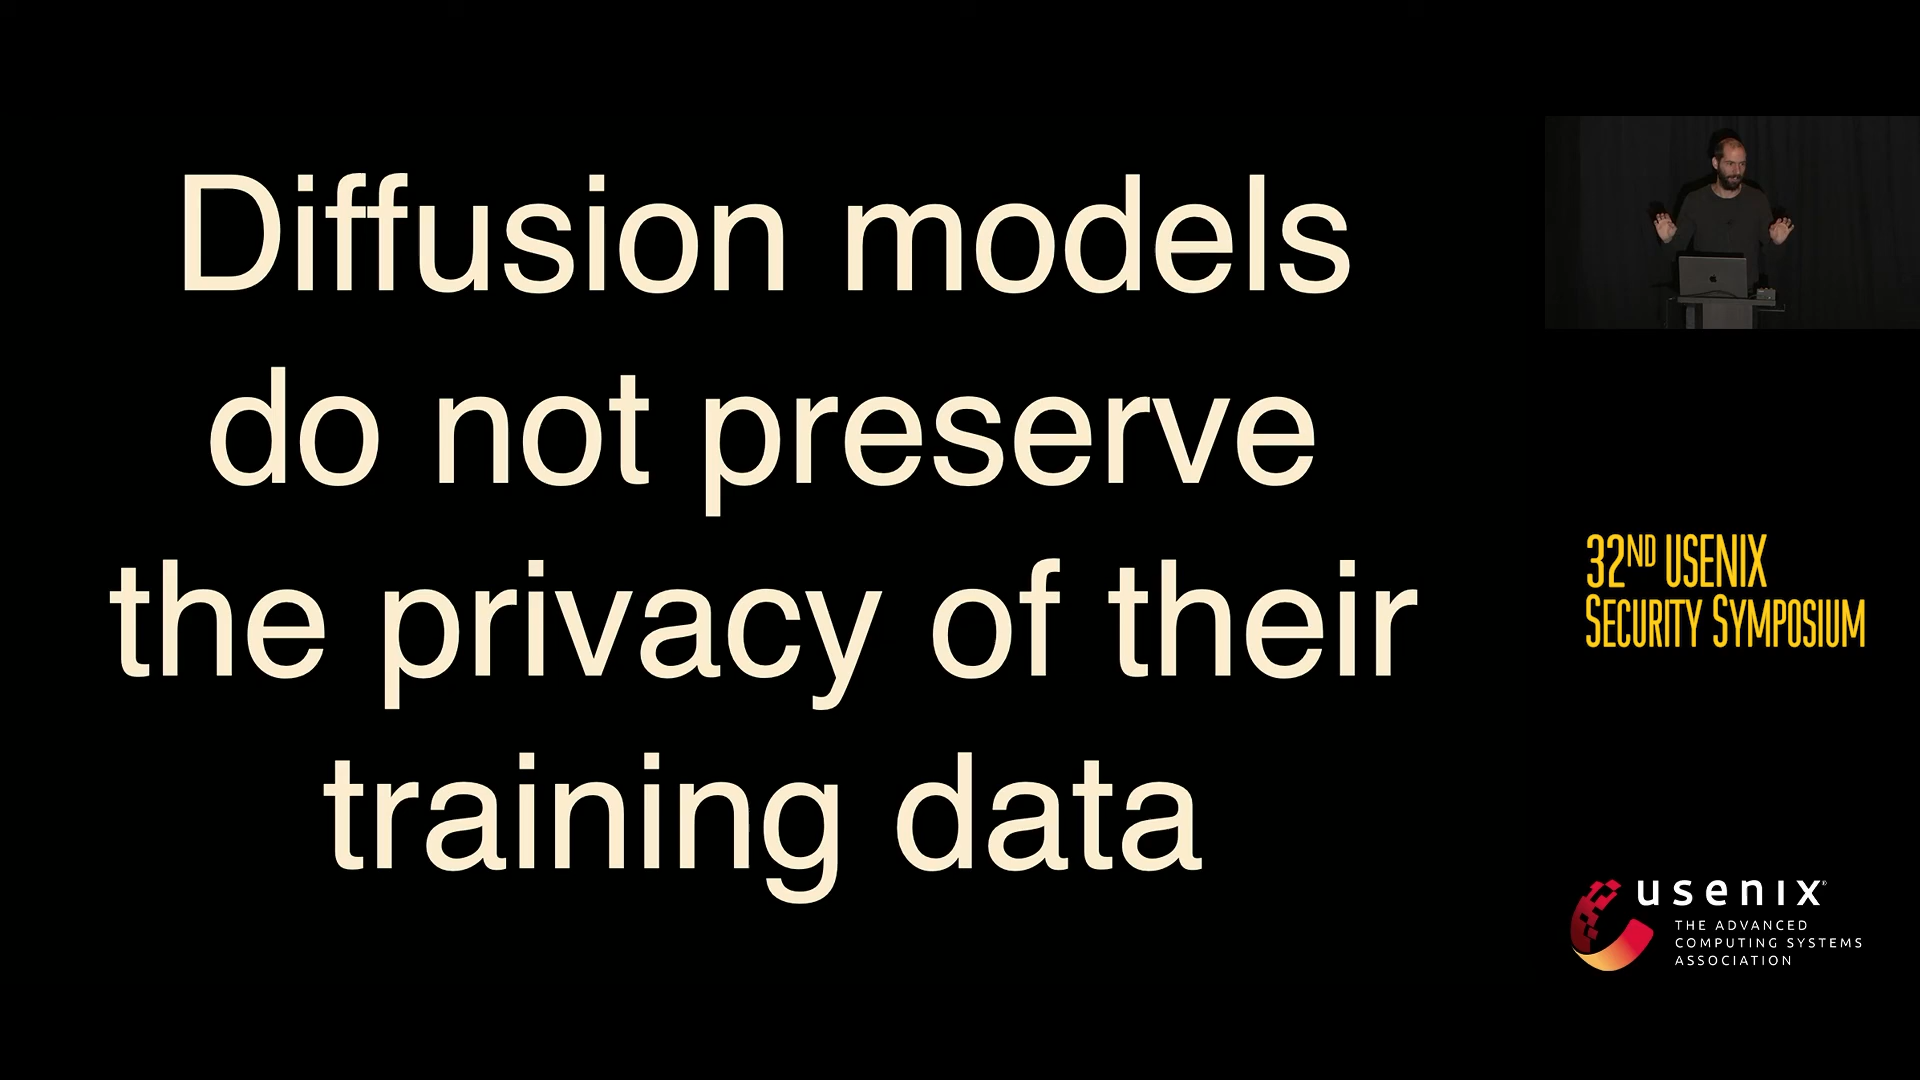 Diffusion models
do not preserve
the privacy of their
training data
32ND USENIX
SECURITY SYMPOSIUM
usenix®
THE ADVANCED
COMPUTING SYSTEMS
ASSOCIATION